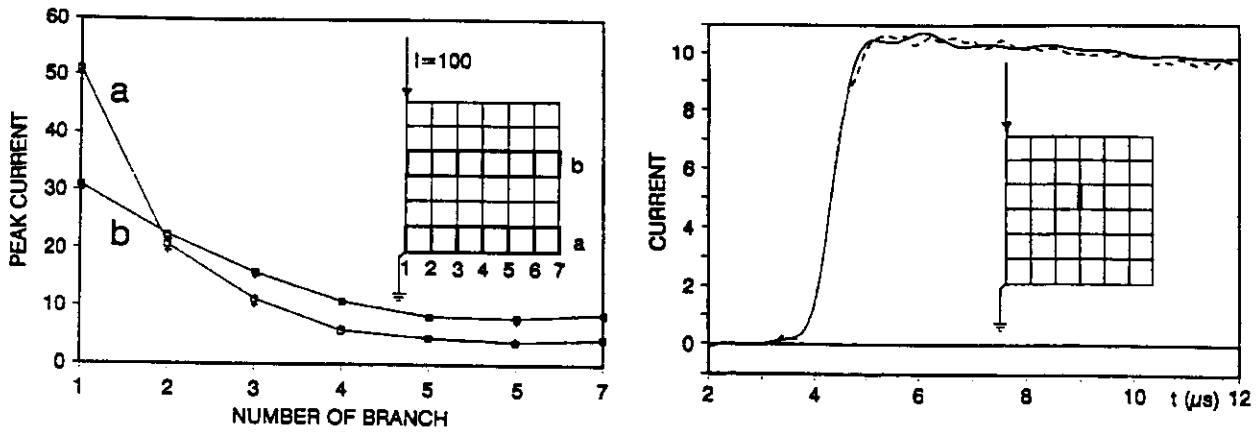 60
50
40
30
20
10
0
PEAK CURRENT
a
b
I=100
b
a
1 2 3 4 5 6 7
1 2 3 4 5 6 7
NUMBER OF BRANCH
10
8
6
4
2
0
CURRENT
2 4 6 8 10 t (µs) 12